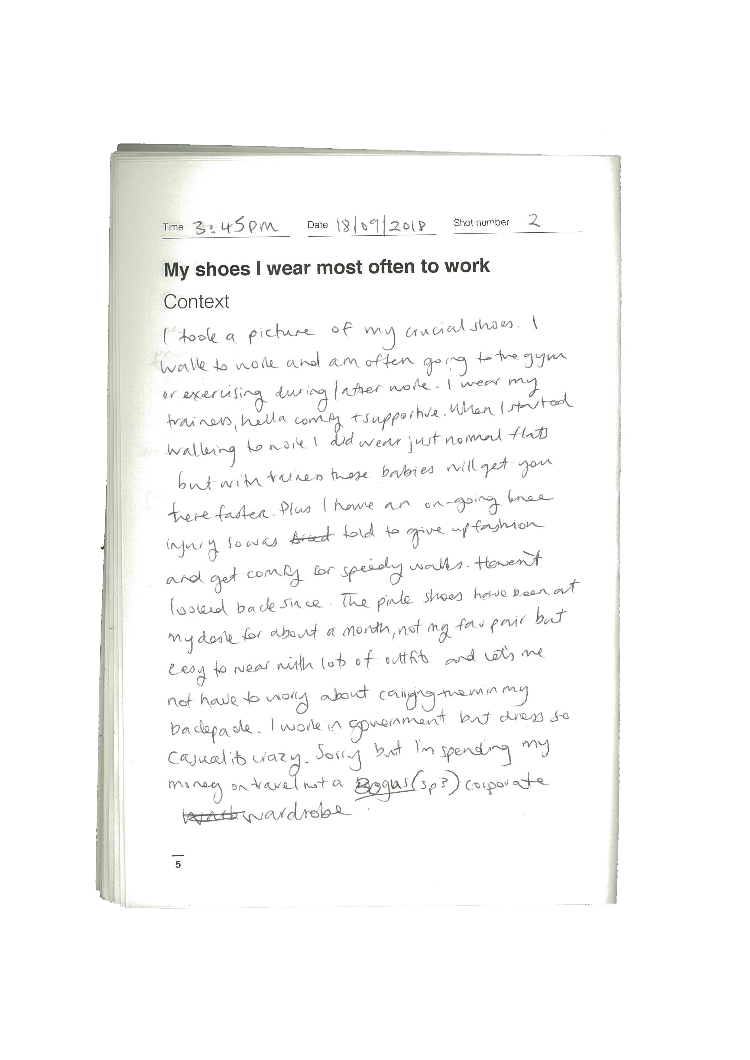 Time 3:45PM Date 18/09/2018 Shot number 2
My shoes I wear most often to work
Context
I took a picture of my crucial shoes. I
walk to work and am often going to the gym
or exercising during/after work. I wear my
trainers, hella comfy + supportive. When I started
walking to work I did wear just normal flats
but with trainers these babies will get you
there faster. Plus I have an on-going knee
injury so was told to give up fashion
and get comfy for speedy walks. Haven't
looked back since. The pink shoes have been at
my desk for about a month, not my fav pair but
easy to wear with lots of outfits and let's me
not have to worry about carrying them in my
backpack. I work in government but dress so
casual it's crazy. Sorry but I'm spending my
money on travel not a Bogus (sp?) corporate
wardrobe.
5